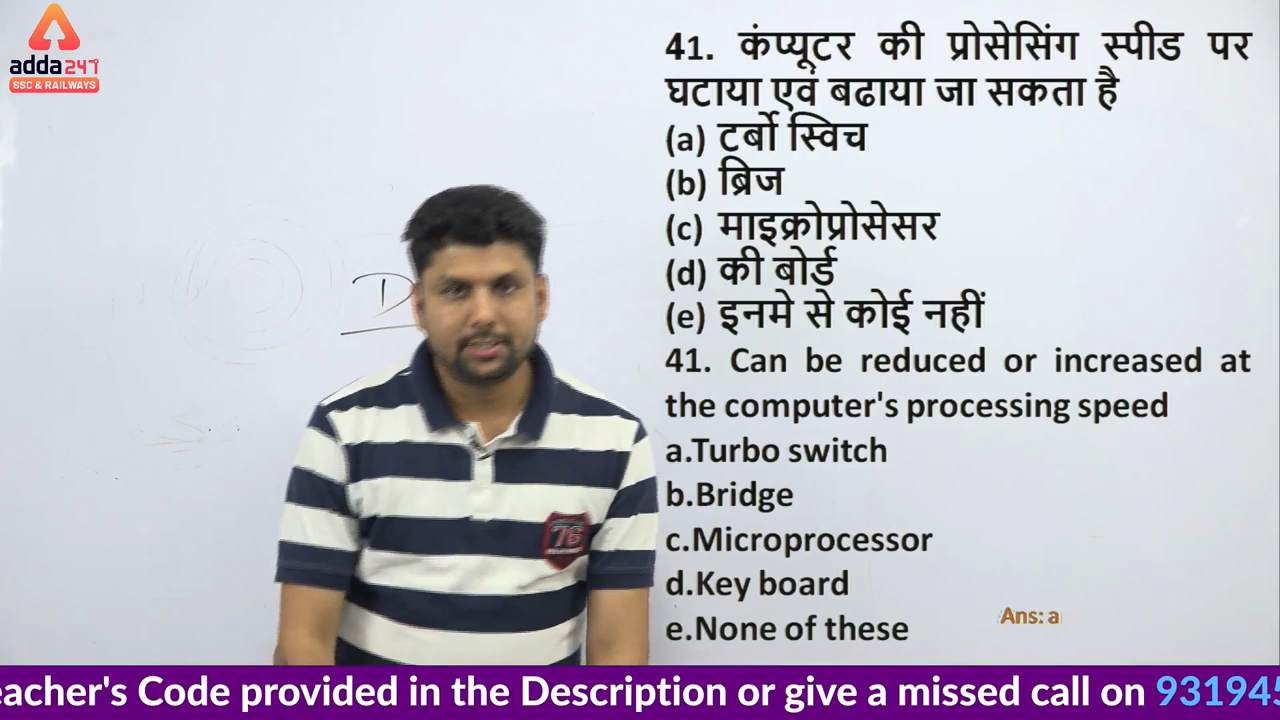 adda247
SSC & RAILWAYS
41. कंप्यूटर की प्रोसेसिंग स्पीड पर
घटाया एवं बढाया जा सकता है
(a) टर्बो स्विच
(b) ब्रिज
(c) माइक्रोप्रोसेसर
(d) की बोर्ड
(e) इनमे से कोई नहीं
41. Can be reduced or increased at
the computer's processing speed
a.Turbo switch
b.Bridge
c.Microprocessor
d.Key board
e.None of these
Ans: a
D
76
eacher's Code provided in the Description or give a missed call on 931945